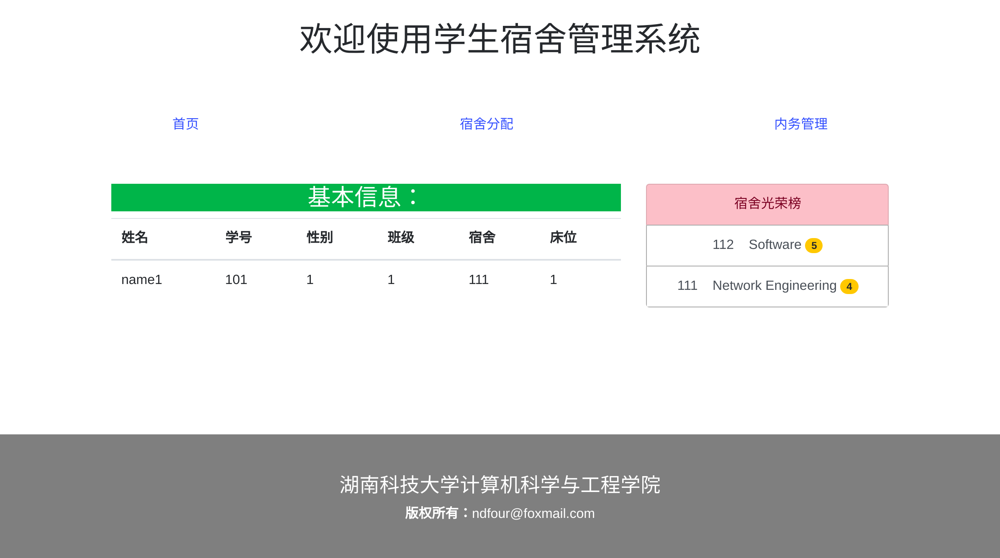 欢迎使用学生宿舍管理系统
首页 宿舍分配 内务管理
基本信息：
姓名 学号 性别 班级 宿舍 床位
name1 101 1 1 111 1
宿舍光荣榜
112 Software 5
111 Network Engineering 4
湖南科技大学计算机科学与工程学院
版权所有：ndfour@foxmail.com